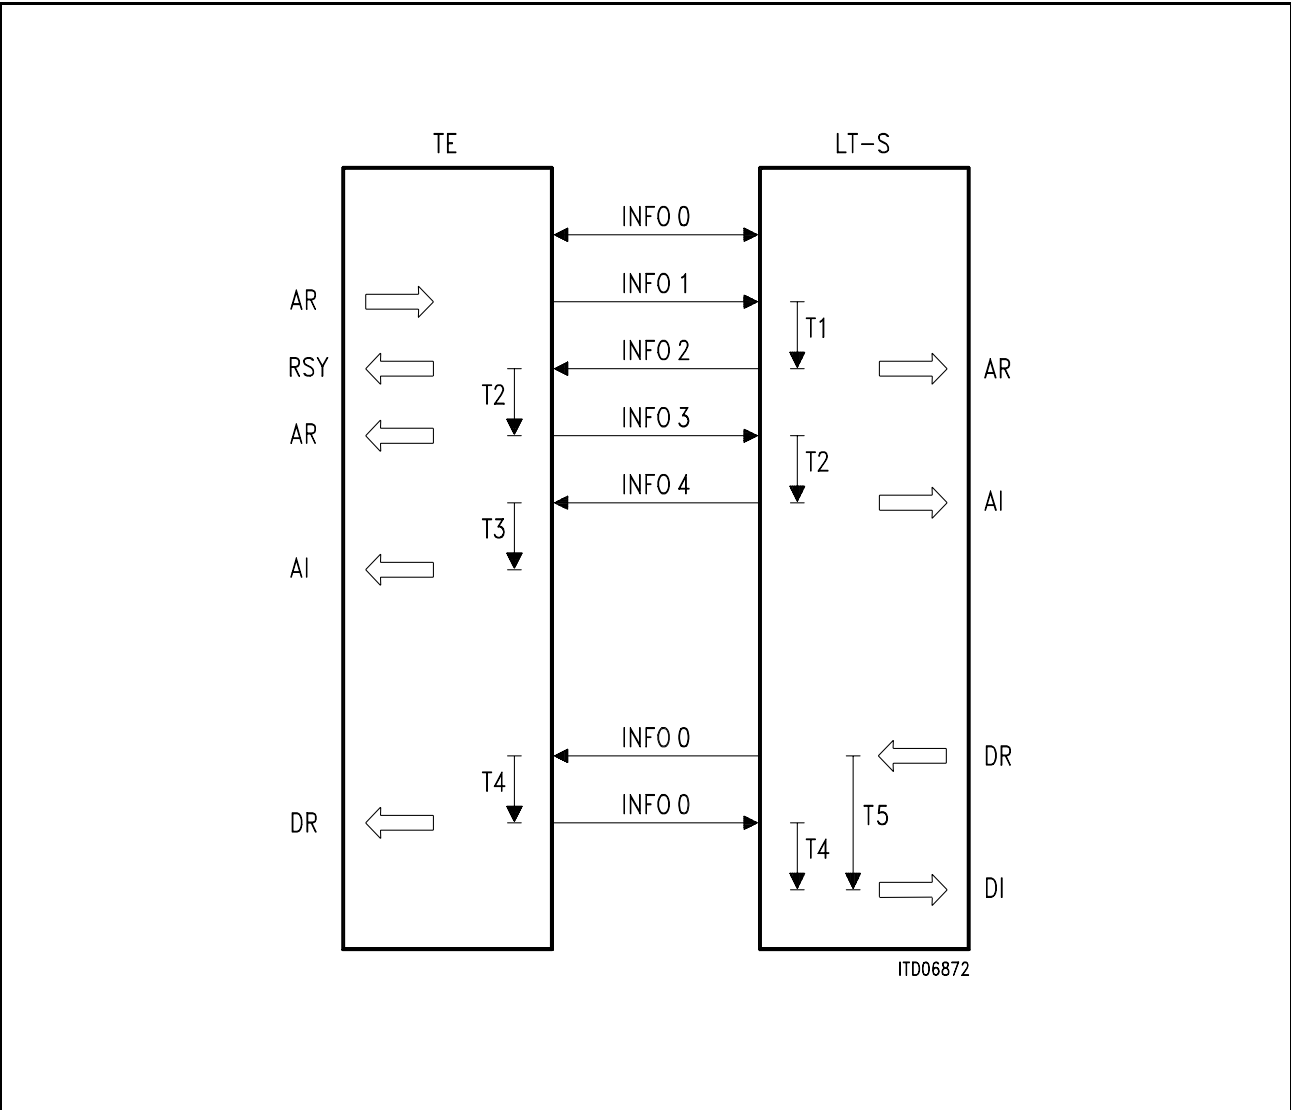 TE LT-S
INFO 0
AR INFO 1
T1
RSY INFO 2 AR
T2
AR INFO 3
T2
INFO 4 AI
T3
AI
INFO 0 DR
T4
INFO 0 T5
DR
T4
DI
ITD06872